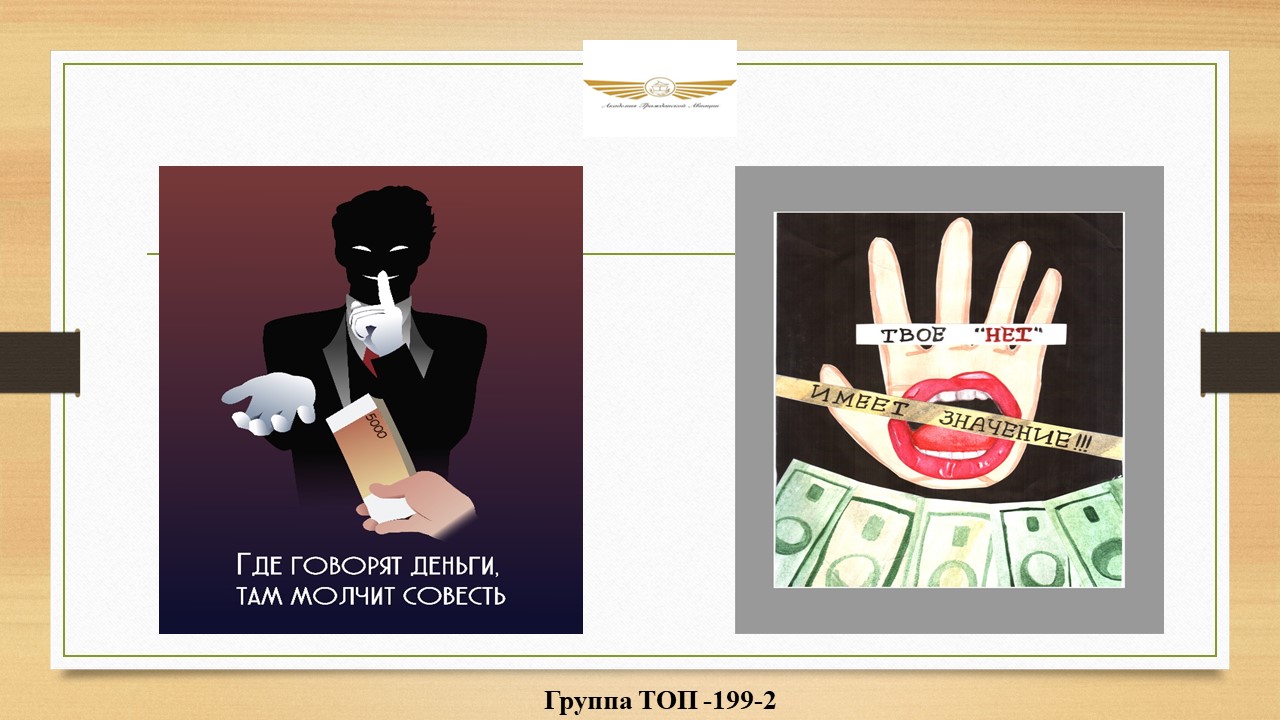 Академия Гражданской Авиации
5000
Где говорят деньги,
там молчит совесть
ТВОЕ "НЕТ"
ИМЕЕТ ЗНАЧЕНИЕ!!!
Группа ТОП -199-2